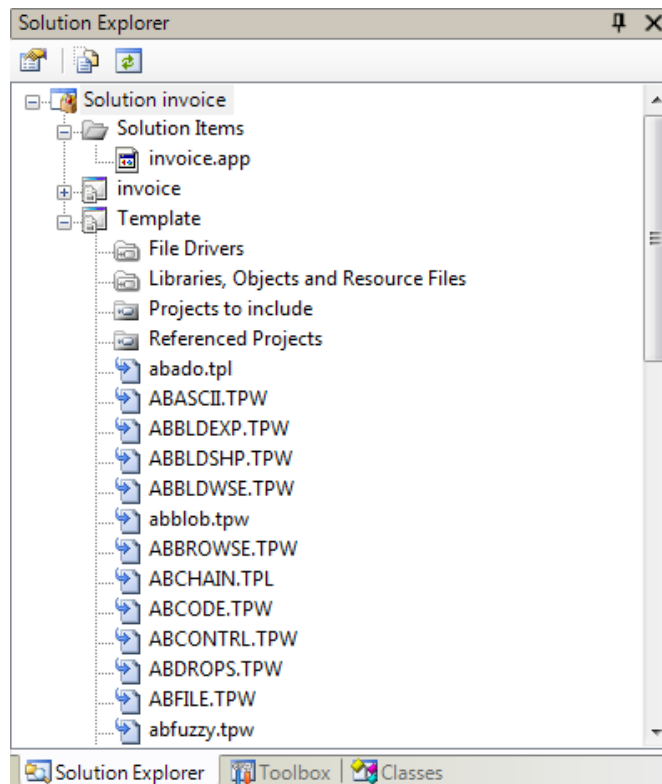 Solution Explorer
Solution invoice
Solution Items
invoice.app
invoice
Template
File Drivers
Libraries, Objects and Resource Files
Projects to include
Referenced Projects
abado.tpl
ABASCII.TPW
ABBLDEXP.TPW
ABBLDSHP.TPW
ABBLDWSE.TPW
abblob.tpw
ABBROWSE.TPW
ABCHAIN.TPL
ABCODE.TPW
ABCONTRL.TPW
ABDROPS.TPW
ABFILE.TPW
abfuzzy.tpw
Solution Explorer Toolbox Classes